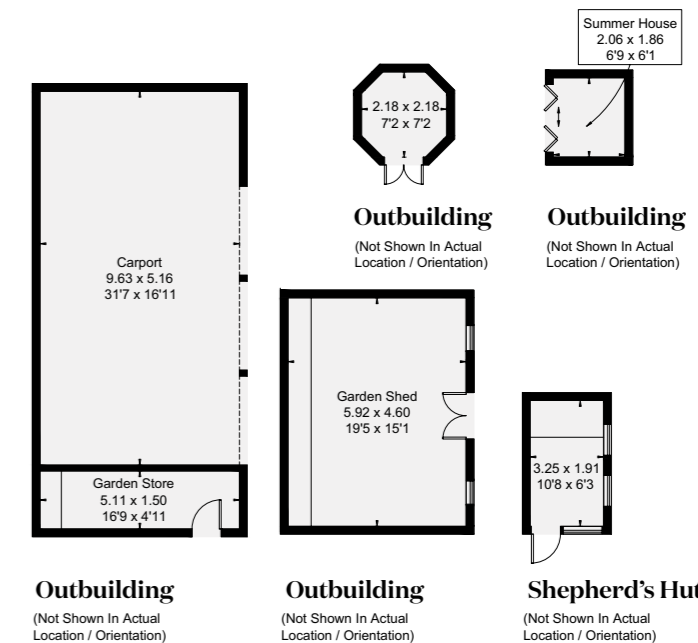 Summer House
2.06 x 1.86
6'9 x 6'1
2.18 x 2.18
7'2 x 7'2
Outbuilding
(Not Shown In Actual
Location / Orientation)
Outbuilding
(Not Shown In Actual
Location / Orientation)
Carport
9.63 x 5.16
31'7 x 16'11
Garden Store
5.11 x 1.50
16'9 x 4'11
Garden Shed
5.92 x 4.60
19'5 x 15'1
3.25 x 1.91
10'8 x 6'3
Outbuilding
(Not Shown In Actual
Location / Orientation)
Outbuilding
(Not Shown In Actual
Location / Orientation)
Shepherd's Hut
(Not Shown In Actual
Location / Orientation)